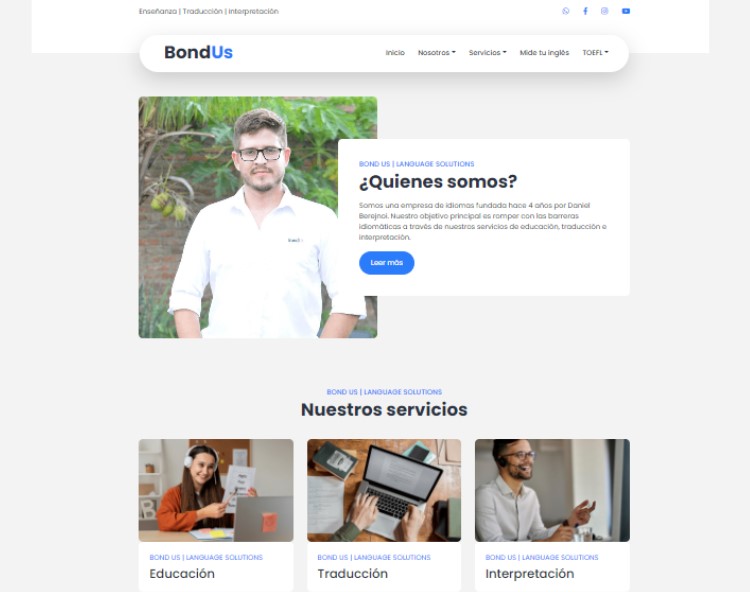 Enseñanza | Traducción | Interpretación
BondUs
Inicio Nosotros Servicios Mide tu inglés TOEFL
BOND US | LANGUAGE SOLUTIONS
¿Quienes somos?
Somos una empresa de idiomas fundada hace 4 años por Daniel
Berejnoi. Nuestro objetivo principal es romper con las barreras
idiomáticas a través de nuestros servicios de educación, traducción e
interpretación.
Leer más
BOND US | LANGUAGE SOLUTIONS
Nuestros servicios
BOND US | LANGUAGE SOLUTIONS
Educación
BOND US | LANGUAGE SOLUTIONS
Traducción
BOND US | LANGUAGE SOLUTIONS
Interpretación